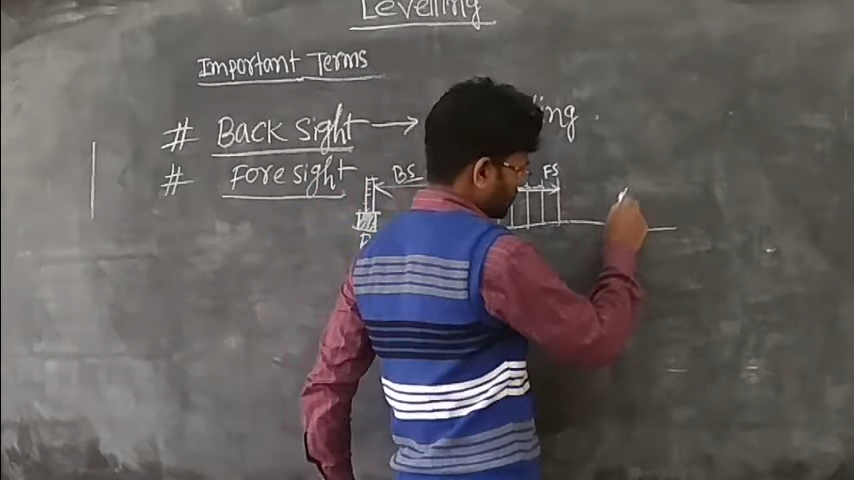 Levelling
Important Terms
# Back Sight →
# Fore Sight
BS FS